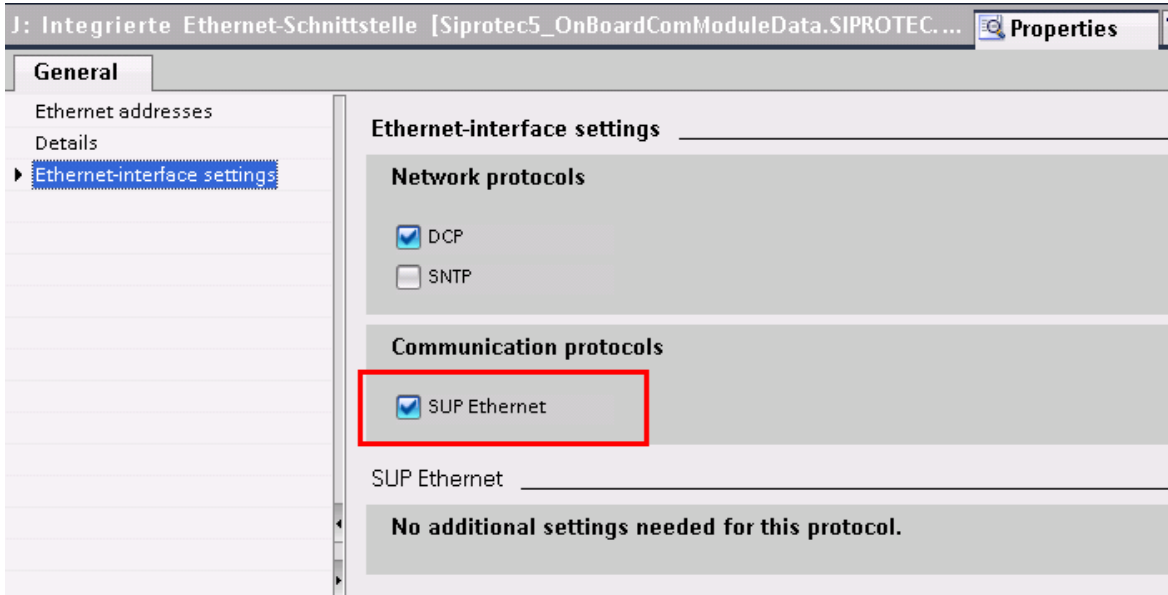 J: Integrierte Ethernet-Schnittstelle [Siprotec5_OnBoardComModuleData.SIPROTEC....
Properties
General
Ethernet addresses
Details
Ethernet-interface settings
Ethernet-interface settings
Network protocols
DCP
SNTP
Communication protocols
SUP Ethernet
SUP Ethernet
No additional settings needed for this protocol.